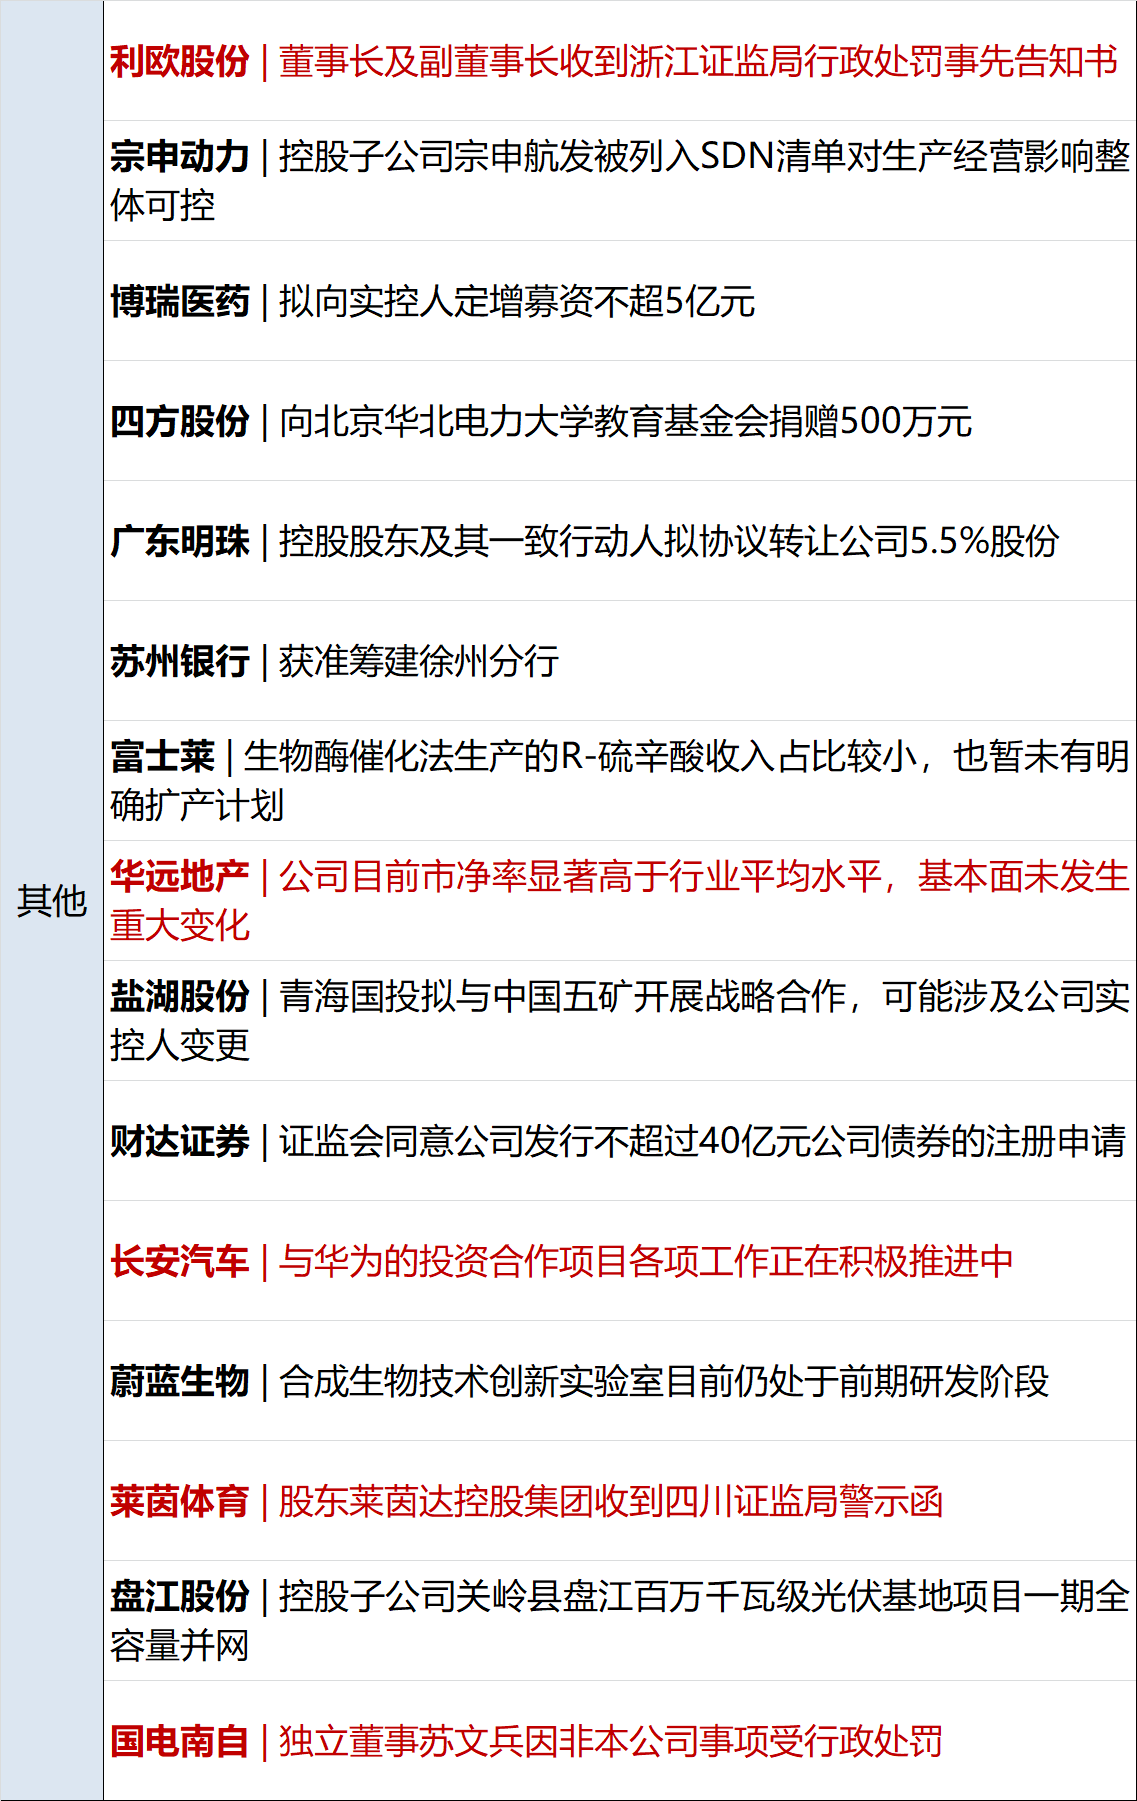 利欧股份 | 董事长及副董事长收到浙江证监局行政处罚事先告知书
宗申动力 | 控股子公司宗申航发被列入SDN清单对生产经营影响整
体可控
博瑞医药 | 拟向实控人定增募资不超5亿元
四方股份 | 向北京华北电力大学教育基金会捐赠500万元
广东明珠 | 控股股东及其一致行动人拟协议转让公司5.5%股份
苏州银行 | 获准筹建徐州分行
富士莱 | 生物酶催化法生产的R-硫辛酸收入占比较小，也暂未有明
确扩产计划
其他
华远地产 | 公司目前市净率显著高于行业平均水平，基本面未发生
重大变化
盐湖股份 | 青海国投拟与中国五矿开展战略合作，可能涉及公司实
控人变更
财达证券 | 证监会同意公司发行不超过40亿元公司债券的注册申请
长安汽车 | 与华为的投资合作项目各项工作正在积极推进中
蔚蓝生物 | 合成生物技术创新实验室目前仍处于前期研发阶段
莱茵体育 | 股东莱茵达控股集团收到四川证监局警示函
盘江股份 | 控股子公司关岭县盘江百万千瓦级光伏基地项目一期全
容量并网
国电南自 | 独立董事苏文兵因非本公司事项受行政处罚